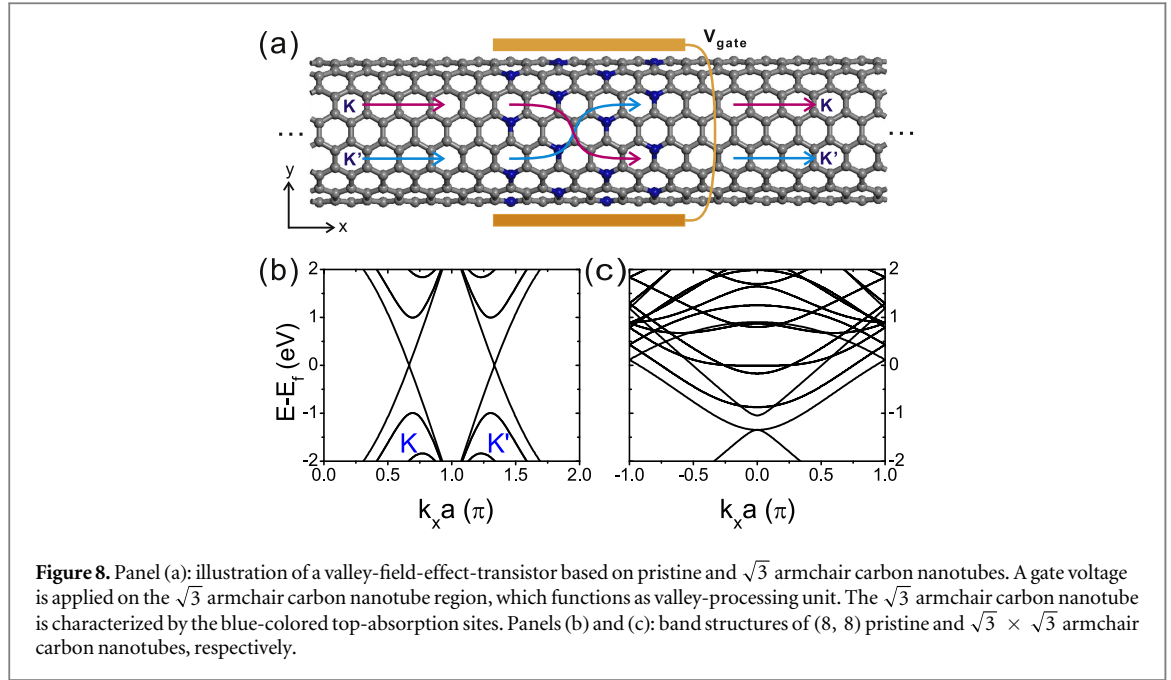 (a)
V_gate
K
K'
K
K'
...
...
y
x
(b)
(c)
2
1
0
-1
-2
E-E_f (eV)
K
K'
0.0 0.5 1.0 1.5 2.0
k_x a (π)
2
1
0
-1
-2
-1.0 -0.5 0.0 0.5 1.0
k_x a (π)
Figure 8. Panel (a): illustration of a valley-field-effect-transistor based on pristine and √3 armchair carbon nanotubes. A gate voltage
is applied on the √3 armchair carbon nanotube region, which functions as valley-processing unit. The √3 armchair carbon nanotube
is characterized by the blue-colored top-absorption sites. Panels (b) and (c): band structures of (8, 8) pristine and √3 × √3 armchair
carbon nanotubes, respectively.